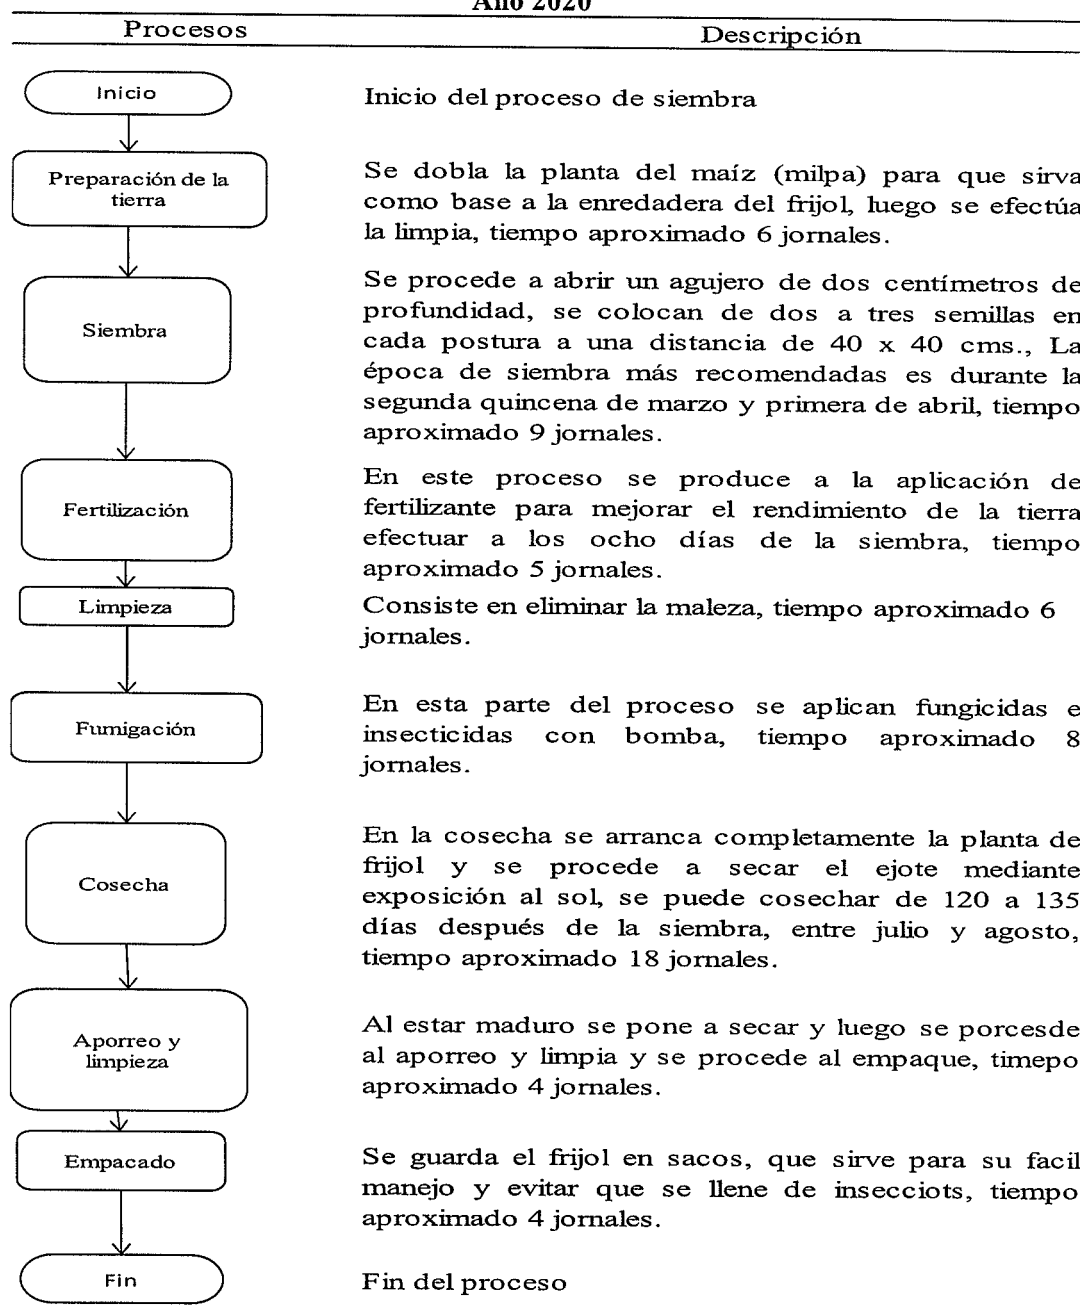 Año 2020
Procesos
Descripción
Inicio
Inicio del proceso de siembra
Preparación de la
tierra
Se dobla la planta del maíz (milpa) para que sirva
como base a la enredadera del frijol, luego se efectúa
la limpia, tiempo aproximado 6 jornales.
Siembra
Se procede a abrir un agujero de dos centímetros de
profundidad, se colocan de dos a tres semillas en
cada postura a una distancia de 40 x 40 cms., La
época de siembra más recomendadas es durante la
segunda quincena de marzo y primera de abril, tiempo
aproximado 9 jornales.
Fertilización
En este proceso se produce a la aplicación de
fertilizante para mejorar el rendimiento de la tierra
efectuar a los ocho días de la siembra, tiempo
aproximado 5 jornales.
Limpieza
Consiste en eliminar la maleza, tiempo aproximado 6
jornales.
Fumigación
En esta parte del proceso se aplican fungicidas e
insecticidas con bomba, tiempo aproximado 8
jornales.
Cosecha
En la cosecha se arranca completamente la planta de
frijol y se procede a secar el ejote mediante
exposición al sol, se puede cosechar de 120 a 135
días después de la siembra, entre julio y agosto,
tiempo aproximado 18 jornales.
Aporreo y
limpieza
Al estar maduro se pone a secar y luego se porcesde
al aporreo y limpia y se procede al empaque, timepo
aproximado 4 jornales.
Empacado
Se guarda el frijol en sacos, que sirve para su facil
manejo y evitar que se llene de insecciots, tiempo
aproximado 4 jornales.
Fin
Fin del proceso